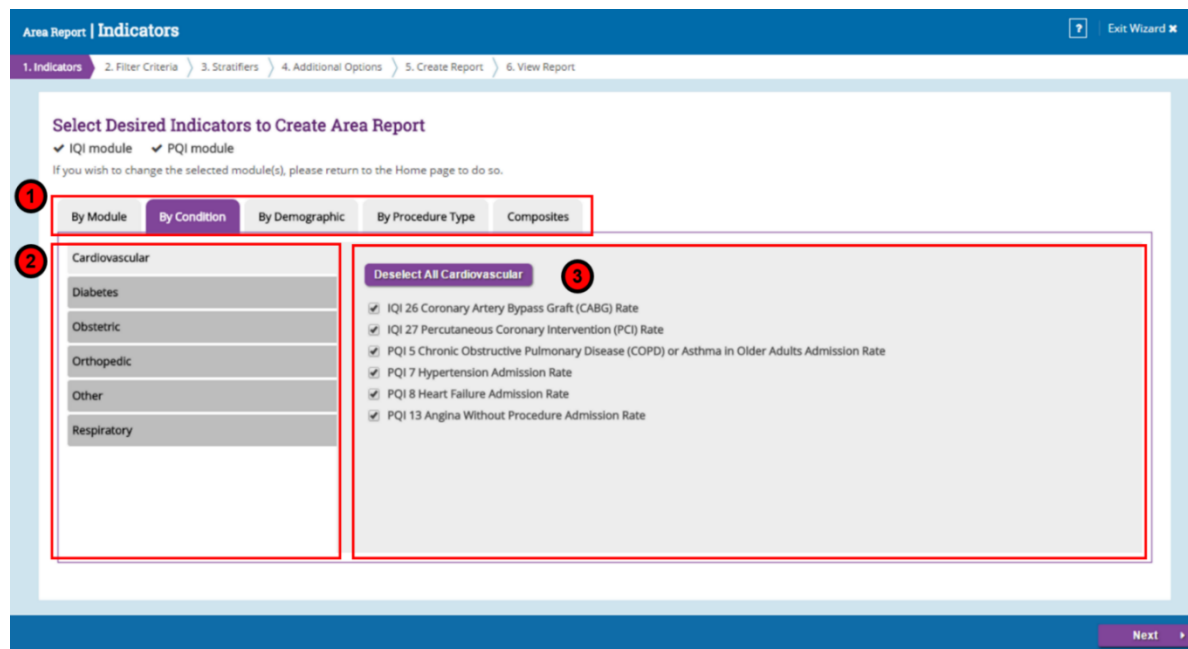 Area Report | Indicators
? Exit Wizard ✖
1. Indicators 2. Filter Criteria 3. Stratifiers 4. Additional Options 5. Create Report 6. View Report
Select Desired Indicators to Create Area Report
✔ IQI module ✔ PQI module
If you wish to change the selected module(s), please return to the Home page to do so.
1
By Module By Condition By Demographic By Procedure Type Composites
2
Cardiovascular
Diabetes
Obstetric
Orthopedic
Other
Respiratory
Deselect All Cardiovascular
3
IQI 26 Coronary Artery Bypass Graft (CABG) Rate
IQI 27 Percutaneous Coronary Intervention (PCI) Rate
PQI 5 Chronic Obstructive Pulmonary Disease (COPD) or Asthma in Older Adults Admission Rate
PQI 7 Hypertension Admission Rate
PQI 8 Heart Failure Admission Rate
PQI 13 Angina Without Procedure Admission Rate
Next